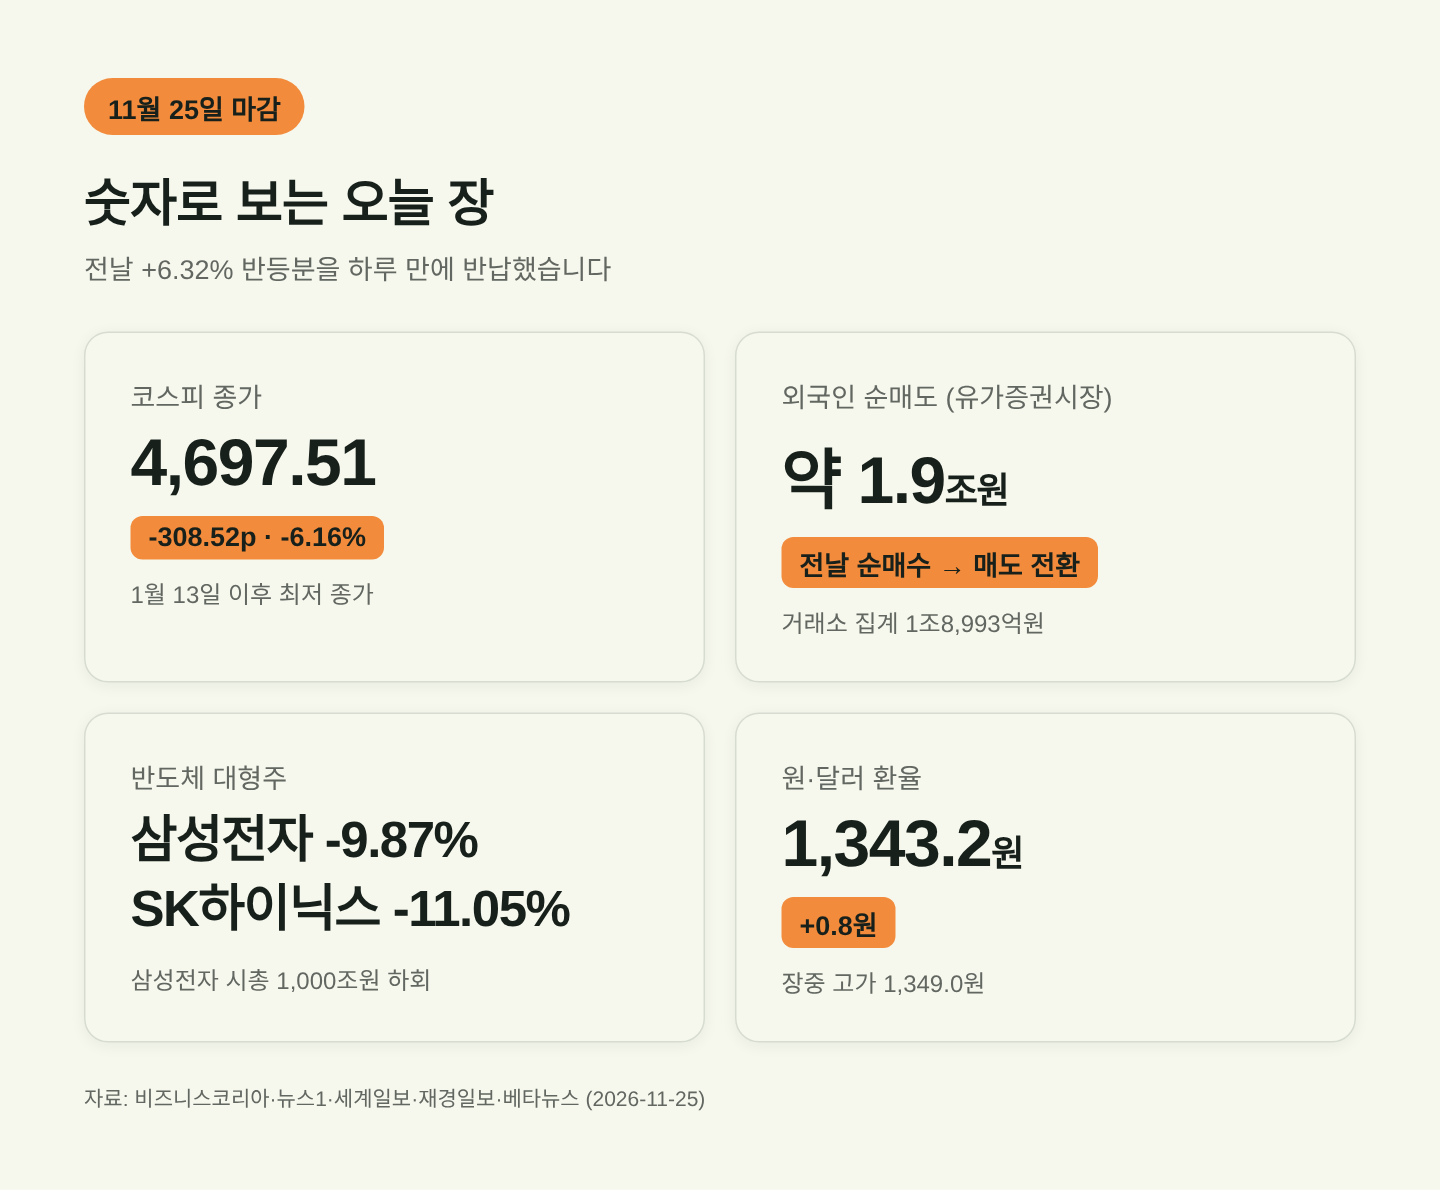 11월 25일 마감
숫자로 보는 오늘 장
전날 +6.32% 반등분을 하루 만에 반납했습니다
코스피 종가
4,697.51
-308.52p · -6.16%
1월 13일 이후 최저 종가
외국인 순매도 (유가증권시장)
약 1.9조원
전날 순매수 → 매도 전환
거래소 집계 1조8,993억원
반도체 대형주
삼성전자 -9.87%
SK하이닉스 -11.05%
삼성전자 시총 1,000조원 하회
원·달러 환율
1,343.2원
+0.8원
장중 고가 1,349.0원
자료: 비즈니스코리아·뉴스1·세계일보·재경일보·베타뉴스 (2026-11-25)